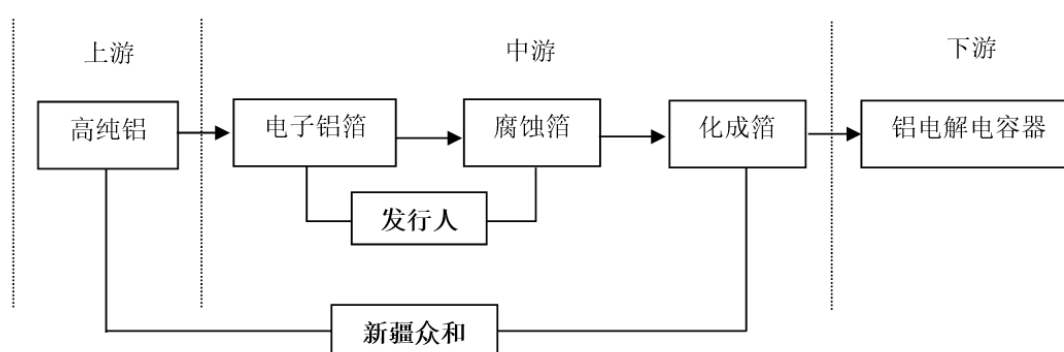 上游
中游
下游
高纯铝
电子铝箔
腐蚀箔
化成箔
铝电解电容器
发行人
新疆众和